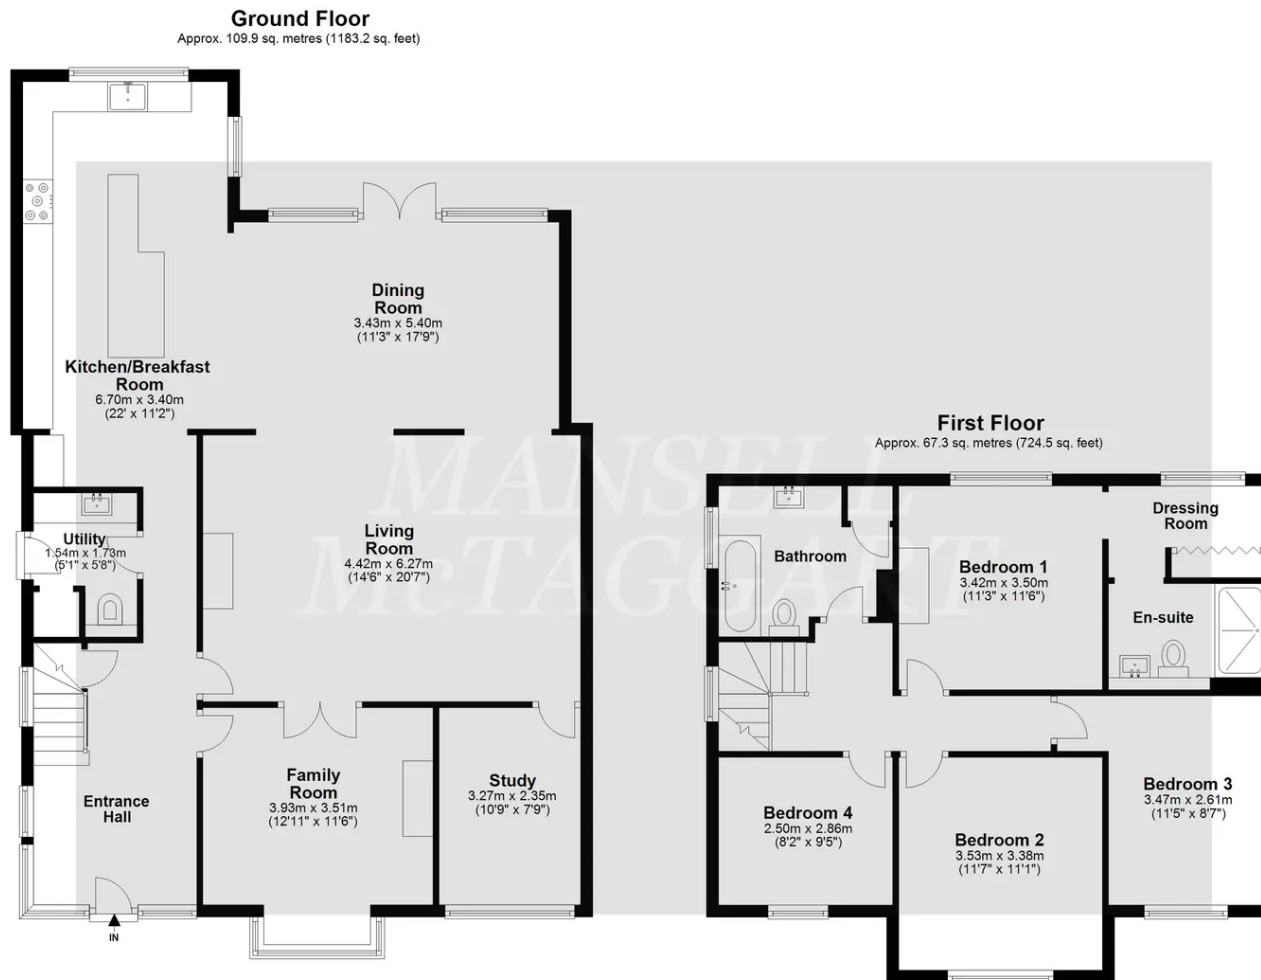 Ground Floor
Approx. 109.9 sq. metres (1183.2 sq. feet)
Dining
Room
3.43m x 5.40m
(11'3" x 17'9")
Kitchen/Breakfast
Room
6.70m x 3.40m
(22' x 11'2")
Utility
1.54m x 1.73m
(5'1" x 5'8")
Living
Room
4.42m x 6.27m
(14'6" x 20'7")
Family
Room
3.93m x 3.51m
(12'11" x 11'6")
Study
3.27m x 2.35m
(10'9" x 7'9")
Entrance
Hall
IN
MANSELL
McTAGGART
First Floor
Approx. 67.3 sq. metres (724.5 sq. feet)
Bathroom
Bedroom 1
3.42m x 3.50m
(11'3" x 11'6")
Dressing
Room
En-suite
Bedroom 3
3.47m x 2.61m
(11'5" x 8'7")
Bedroom 4
2.50m x 2.86m
(8'2" x 9'5")
Bedroom 2
3.53m x 3.38m
(11'7" x 11'1")